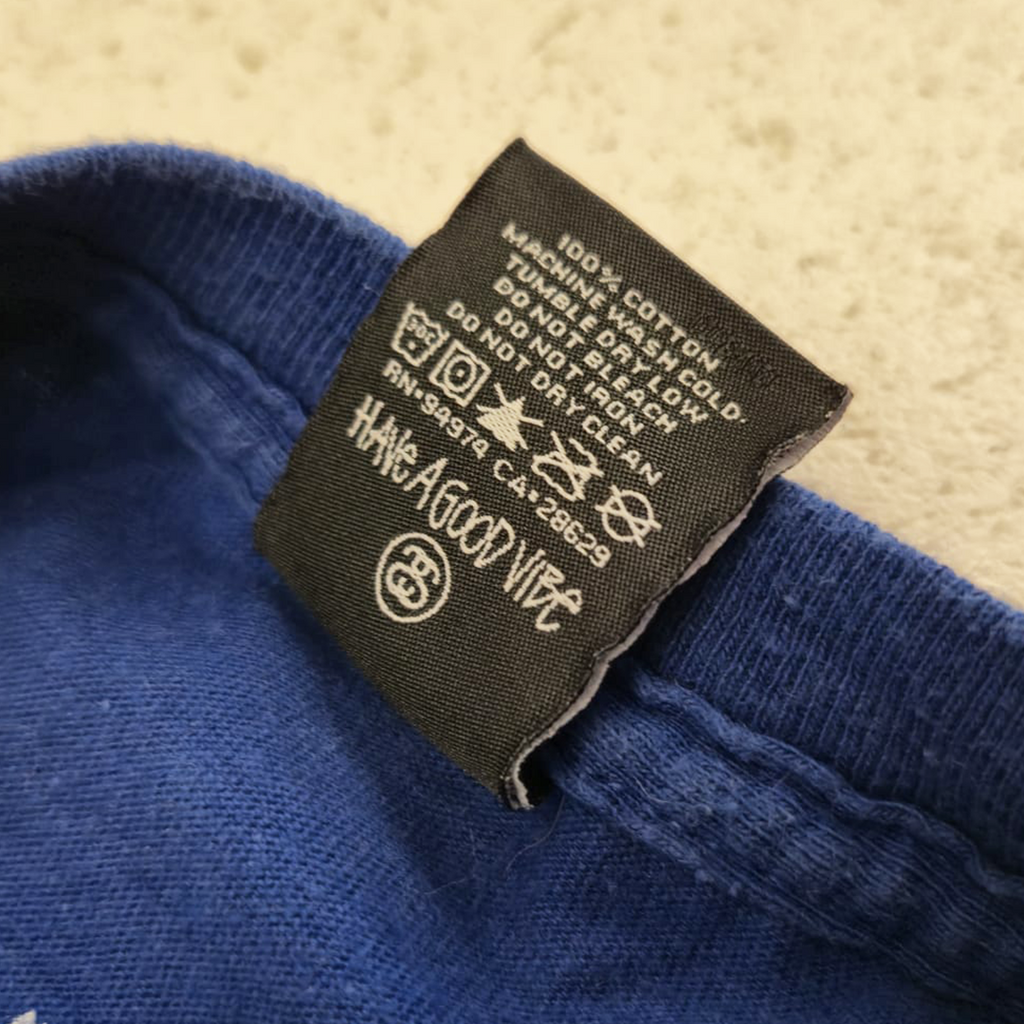 100% COTTON
MACHINE WASH COLD
TUMBLE DRY LOW
DO NOT BLEACH
DO NOT IRON
DO NOT DRY CLEAN
30C
RN•94974 CA•28629
HAVE A GOOD VIBE